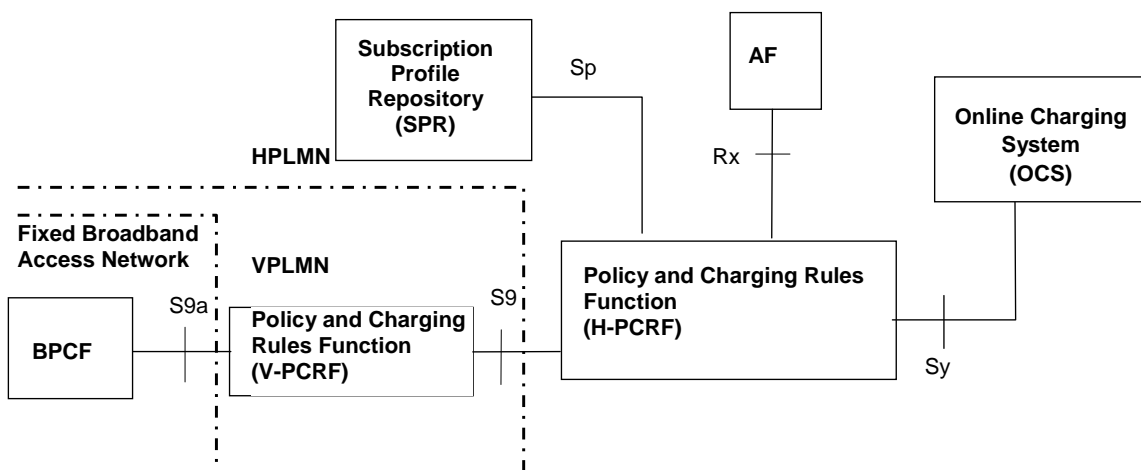 Subscription
Profile
Repository
(SPR)
Sp
AF
Online Charging
System
(OCS)
Rx
HPLMN
Fixed Broadband
Access Network
VPLMN
S9a
S9
Policy and Charging Rules
Function
(H-PCRF)
BPCF
Policy and Charging
Rules Function
(V-PCRF)
Sy